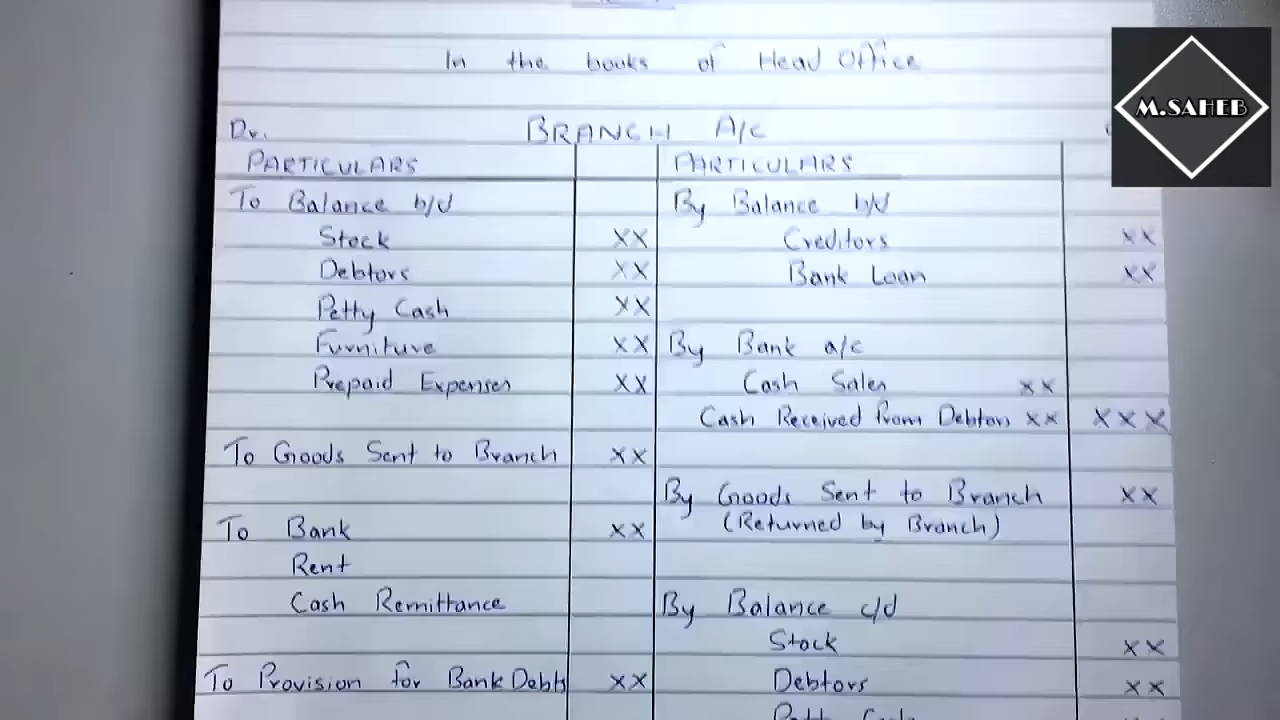 In the books of Head Office
Dr.
BRANCH A/c
PARTICULARS
PARTICULARS
To Balance b/d
By Balance b/d
Stock XX
Creditors XX
Debtors XX
Bank Loan XX
Petty Cash XX
Furniture XX
By Bank a/c
Prepaid Expenses XX
Cash Sales XX
Cash Received from Debtors XX XXX
To Goods Sent to Branch XX
By Goods Sent to Branch XX
(Returned by Branch)
To Bank XX
Rent
Cash Remittance
By Balance c/d
Stock XX
To Provision for Bank Debts XX
Debtors XX
M.SAHEB